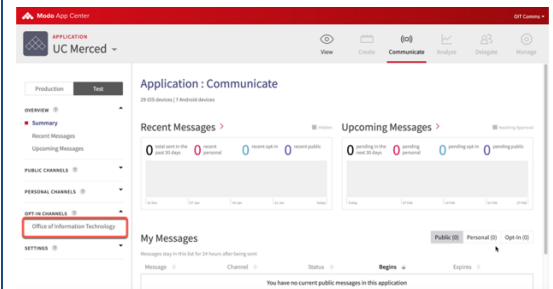 Modo App Center
OIT Comms
APPLICATION
UC Merced
View
Create
Communicate
Analyze
Delegate
Manage
Production
Test
OVERVIEW
Summary
Recent Messages
Upcoming Messages
PUBLIC CHANNELS
PERSONAL CHANNELS
OPT-IN CHANNELS
Office of Information Technology
SETTINGS
Application : Communicate
29 iOS devices | 7 Android devices
Recent Messages >
Hidden
0 total sent in the past 30 days
0 recent personal
0 recent opt-in
0 recent public
Today
Upcoming Messages >
Awaiting Approval
0 pending in the next 30 days
0 pending personal
0 pending opt-in
0 pending public
Today
My Messages
Public (0)
Personal (0)
Opt-In (0)
Messages stay in this list for 24 hours after being sent
Message
Channel
Status
Begins
Expires
You have no current public messages in this application